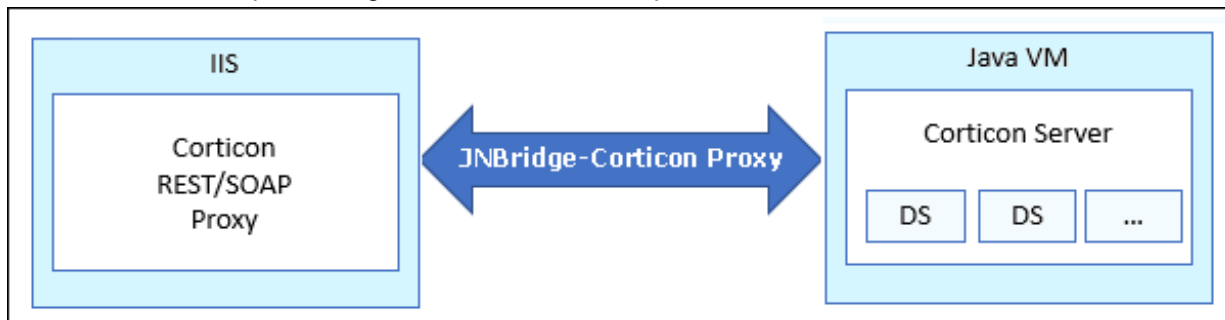 IIS
Corticon
REST/SOAP
Proxy
JNBridge-Corticon Proxy
Java VM
Corticon Server
DS
DS
...